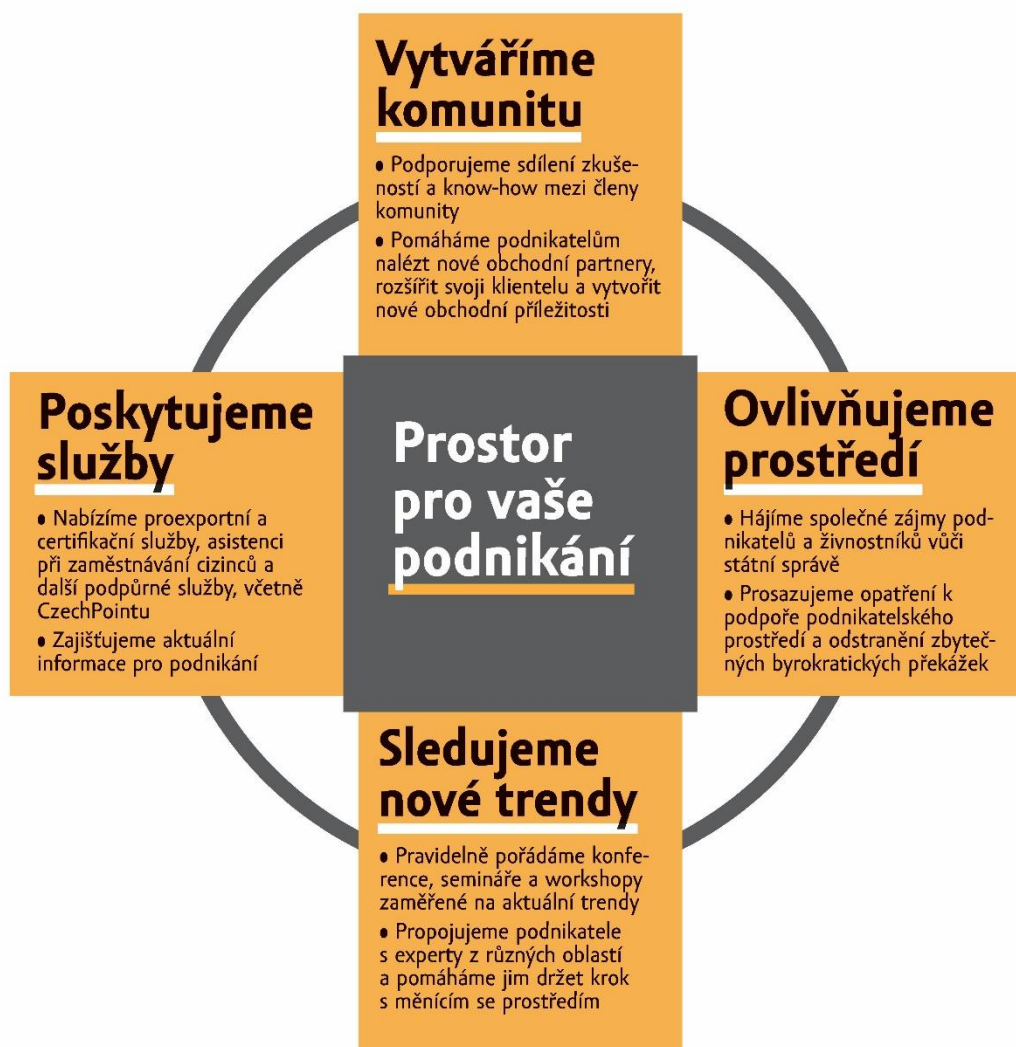 Vytváříme
komunitu
• Podporujeme sdílení zkuše-
ností a know-how mezi členy
komunity
• Pomáháme podnikatelům
nalézt nové obchodní partnery,
rozšířit svoji klientelu a vytvořit
nové obchodní příležitosti
Poskytujeme
služby
• Nabízíme proexportní a
certifikační služby, asistenci
při zaměstnávání cizinců a
další podpůrné služby, včetně
CzechPointu
• Zajišťujeme aktuální
informace pro podnikání
Prostor
pro vaše
podnikání
Ovlivňujeme
prostředí
• Hájíme společné zájmy pod-
nikatelů a živnostníků vůči
státní správě
• Prosazujeme opatření k
podpoře podnikatelského
prostředí a odstranění zbyteč-
ných byrokratických překážek
Sledujeme
nové trendy
• Pravidelně pořádáme konfe-
rence, semináře a workshopy
zaměřené na aktuální trendy
• Propojujeme podnikatele
s experty z různých oblastí
a pomáháme jim držet krok
s měnícím se prostředím